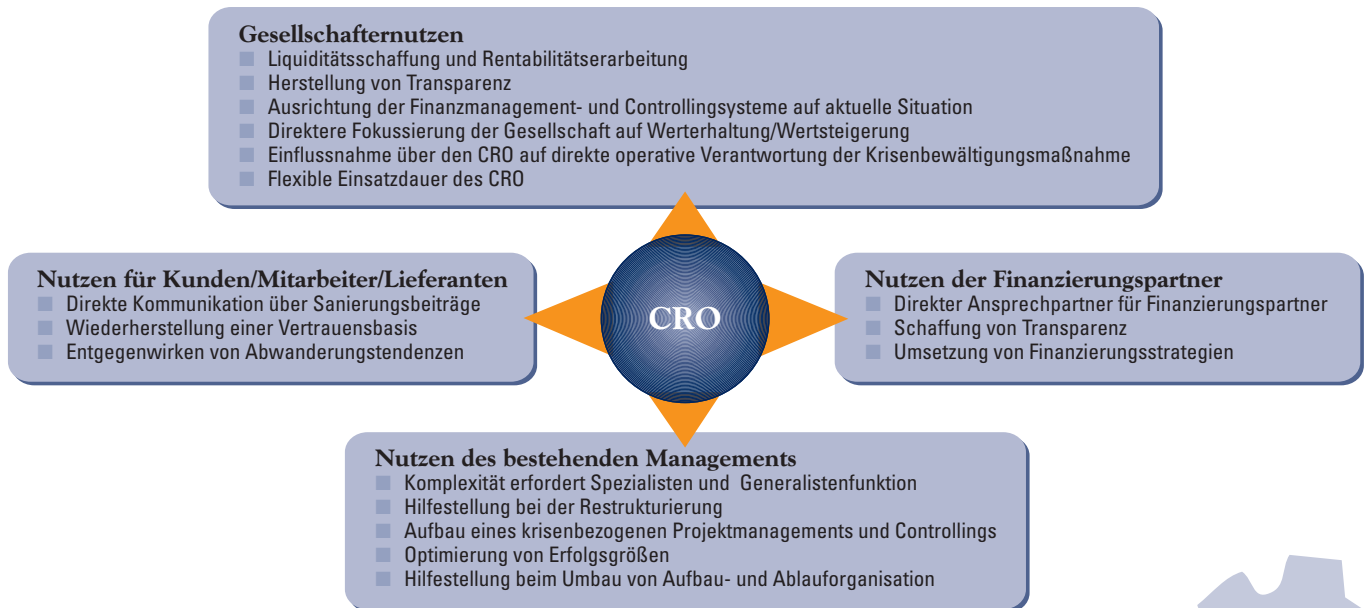 Gesellschafternutzen
Liquiditätsschaffung und Rentabilitätserarbeitung
Herstellung von Transparenz
Ausrichtung der Finanzmanagement- und Controllingsysteme auf aktuelle Situation
Direktere Fokussierung der Gesellschaft auf Werterhaltung/Wertsteigerung
Einflussnahme über den CRO auf direkte operative Verantwortung der Krisenbewältigungsmaßnahme
Flexible Einsatzdauer des CRO
Nutzen für Kunden/Mitarbeiter/Lieferanten
Direkte Kommunikation über Sanierungsbeiträge
Wiederherstellung einer Vertrauensbasis
Entgegenwirken von Abwanderungstendenzen
CRO
Nutzen der Finanzierungspartner
Direkter Ansprechpartner für Finanzierungspartner
Schaffung von Transparenz
Umsetzung von Finanzierungsstrategien
Nutzen des bestehenden Managements
Komplexität erfordert Spezialisten und Generalistenfunktion
Hilfestellung bei der Restrukturierung
Aufbau eines krisenbezogenen Projektmanagements und Controllings
Optimierung von Erfolgsgrößen
Hilfestellung beim Umbau von Aufbau- und Ablauforganisation